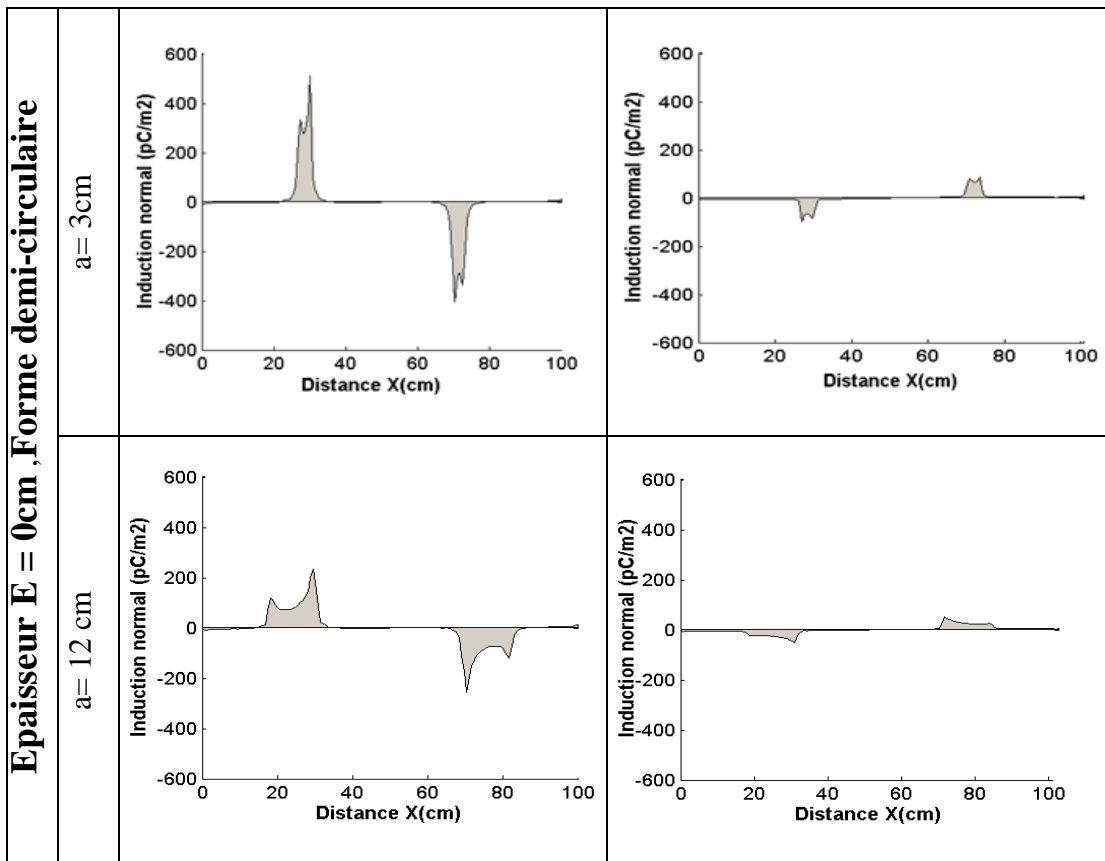 Epaisseur E = 0cm ,Forme demi-circulaire
a= 3cm
Induction normal (pC/m2)
600
400
200
0
-200
-400
-600
0 20 40 60 80 100
Distance X(cm)
Induction normal (pC/m2)
600
400
200
0
-200
-400
-600
0 20 40 60 80 100
Distance X(cm)
a= 12 cm
Induction normal (pC/m2)
600
400
200
0
-200
-400
-600
0 20 40 60 80 100
Distance X(cm)
Induction normal (pC/m2)
600
400
200
0
-200
-400
-600
0 20 40 60 80 100
Distance X(cm)